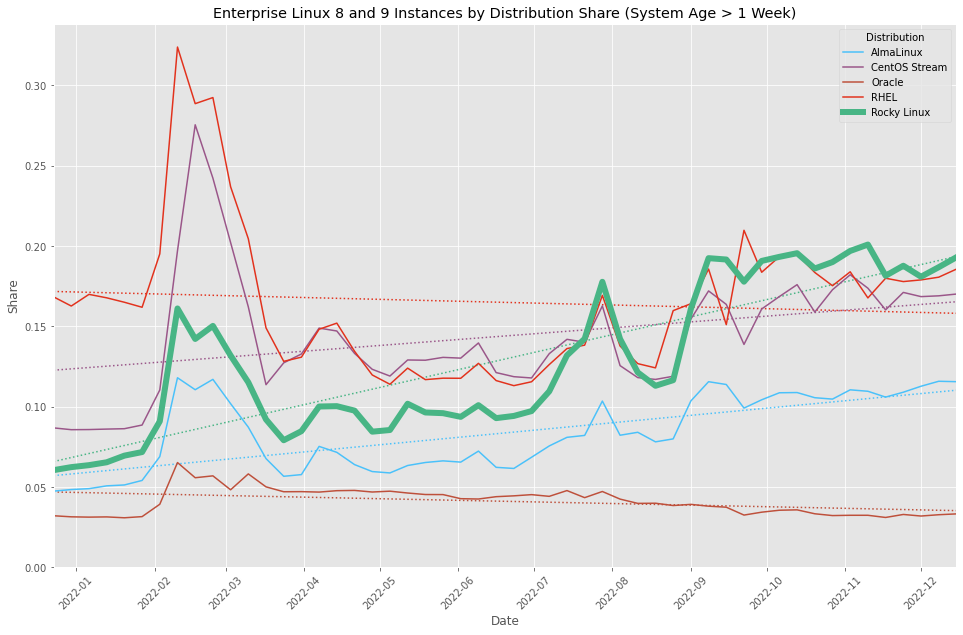 Enterprise Linux 8 and 9 Instances by Distribution Share (System Age > 1 Week)
Distribution
AlmaLinux
CentOS Stream
Oracle
RHEL
Rocky Linux
Share
0.30
0.25
0.20
0.15
0.10
0.05
0.00
2022-01
2022-02
2022-03
2022-04
2022-05
2022-06
2022-07
2022-08
2022-09
2022-10
2022-11
2022-12
Date